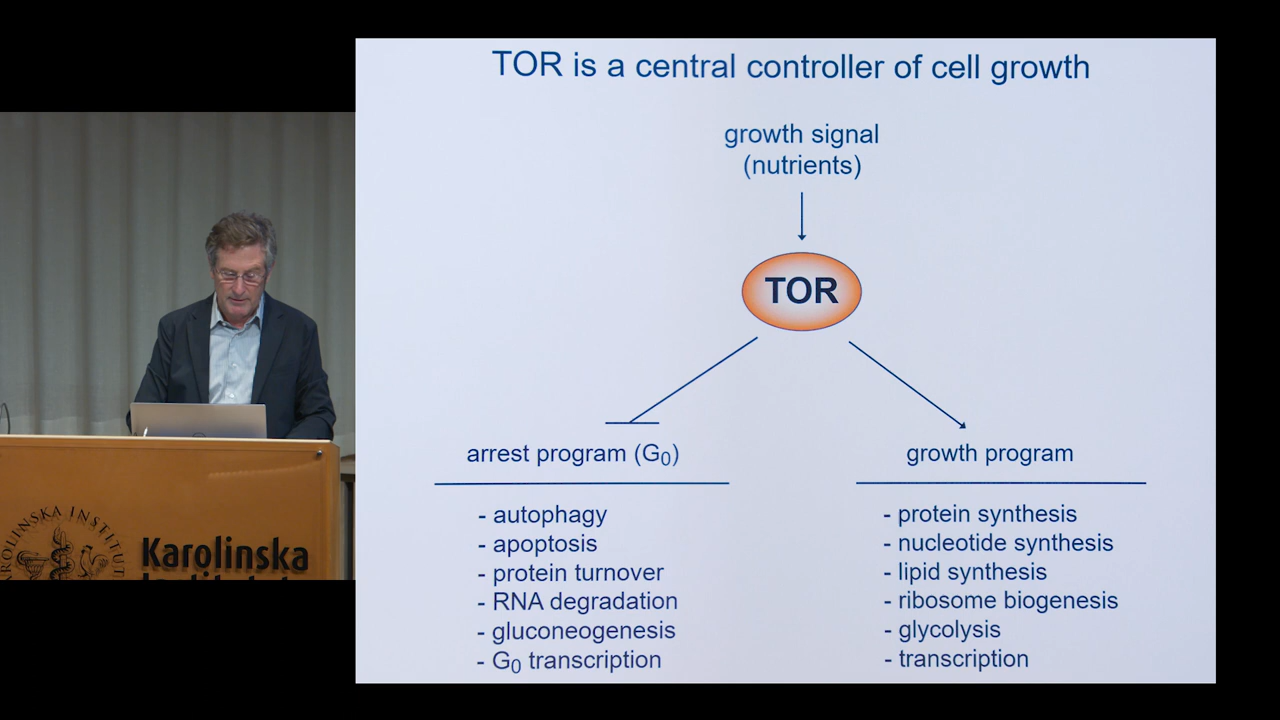 TOR is a central controller of cell growth
growth signal
(nutrients)
TOR
arrest program (G₀)
- autophagy
- apoptosis
- protein turnover
- RNA degradation
- gluconeogenesis
- G₀ transcription
growth program
- protein synthesis
- nucleotide synthesis
- lipid synthesis
- ribosome biogenesis
- glycolysis
- transcription
Karolinska